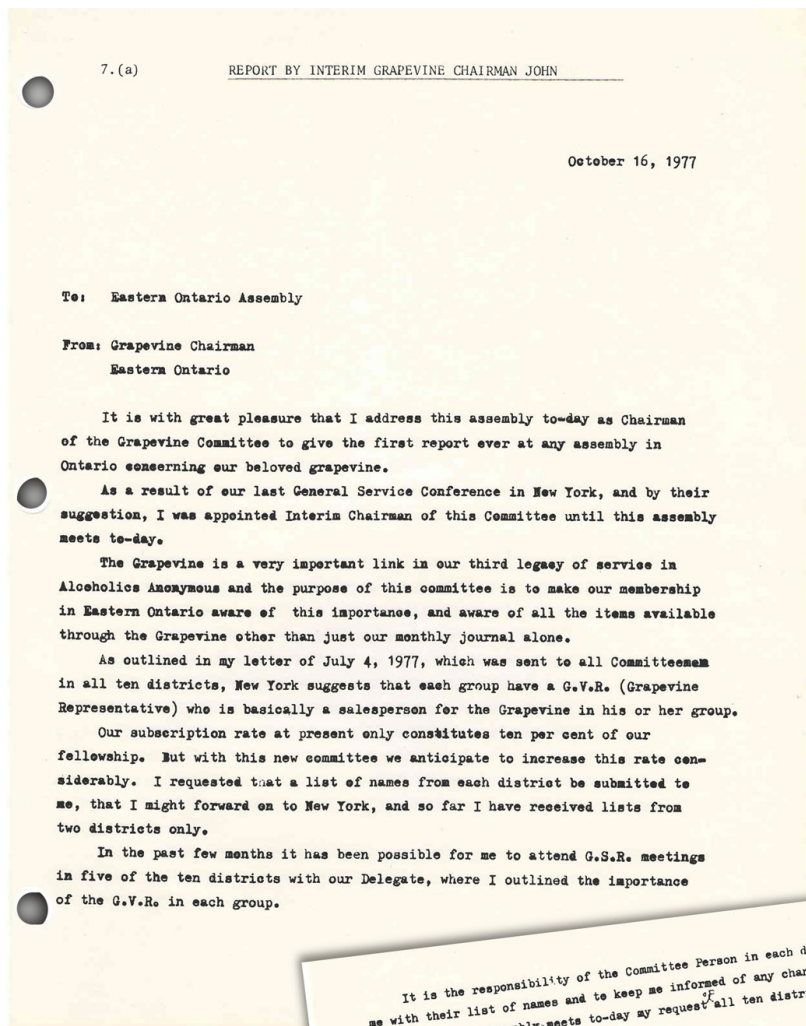 7.(a) REPORT BY INTERIM GRAPEVINE CHAIRMAN JOHN
October 16, 1977
To: Eastern Ontario Assembly
From: Grapevine Chairman
Eastern Ontario
It is with great pleasure that I address this assembly to-day as Chairman
of the Grapevine Committee to give the first report ever at any assembly in
Ontario concerning our beloved grapevine.
As a result of our last General Service Conference in New York, and by their
suggestion, I was appointed Interim Chairman of this Committee until this assembly
meets to-day.
The Grapevine is a very important link in our third legacy of service in
Alcoholics Anonymous and the purpose of this committee is to make our membership
in Eastern Ontario aware of this importance, and aware of all the items available
through the Grapevine other than just our monthly journal alone.
As outlined in my letter of July 4, 1977, which was sent to all Committeemen
in all ten districts, New York suggests that each group have a G.V.R. (Grapevine
Representative) who is basically a salesperson for the Grapevine in his or her group.
Our subscription rate at present only constitutes ten per cent of our
fellowship. But with this new committee we anticipate to increase this rate con-
siderably. I requested that a list of names from each district be submitted to
me, that I might forward on to New York, and so far I have received lists from
two districts only.
In the past few months it has been possible for me to attend G.S.R. meetings
in five of the ten districts with our Delegate, where I outlined the importance
of the G.V.R. in each group.
It is the responsibility of the Committee Person in each d
me with their list of names and to keep me informed of any chan
meets to-day my request of all ten distr